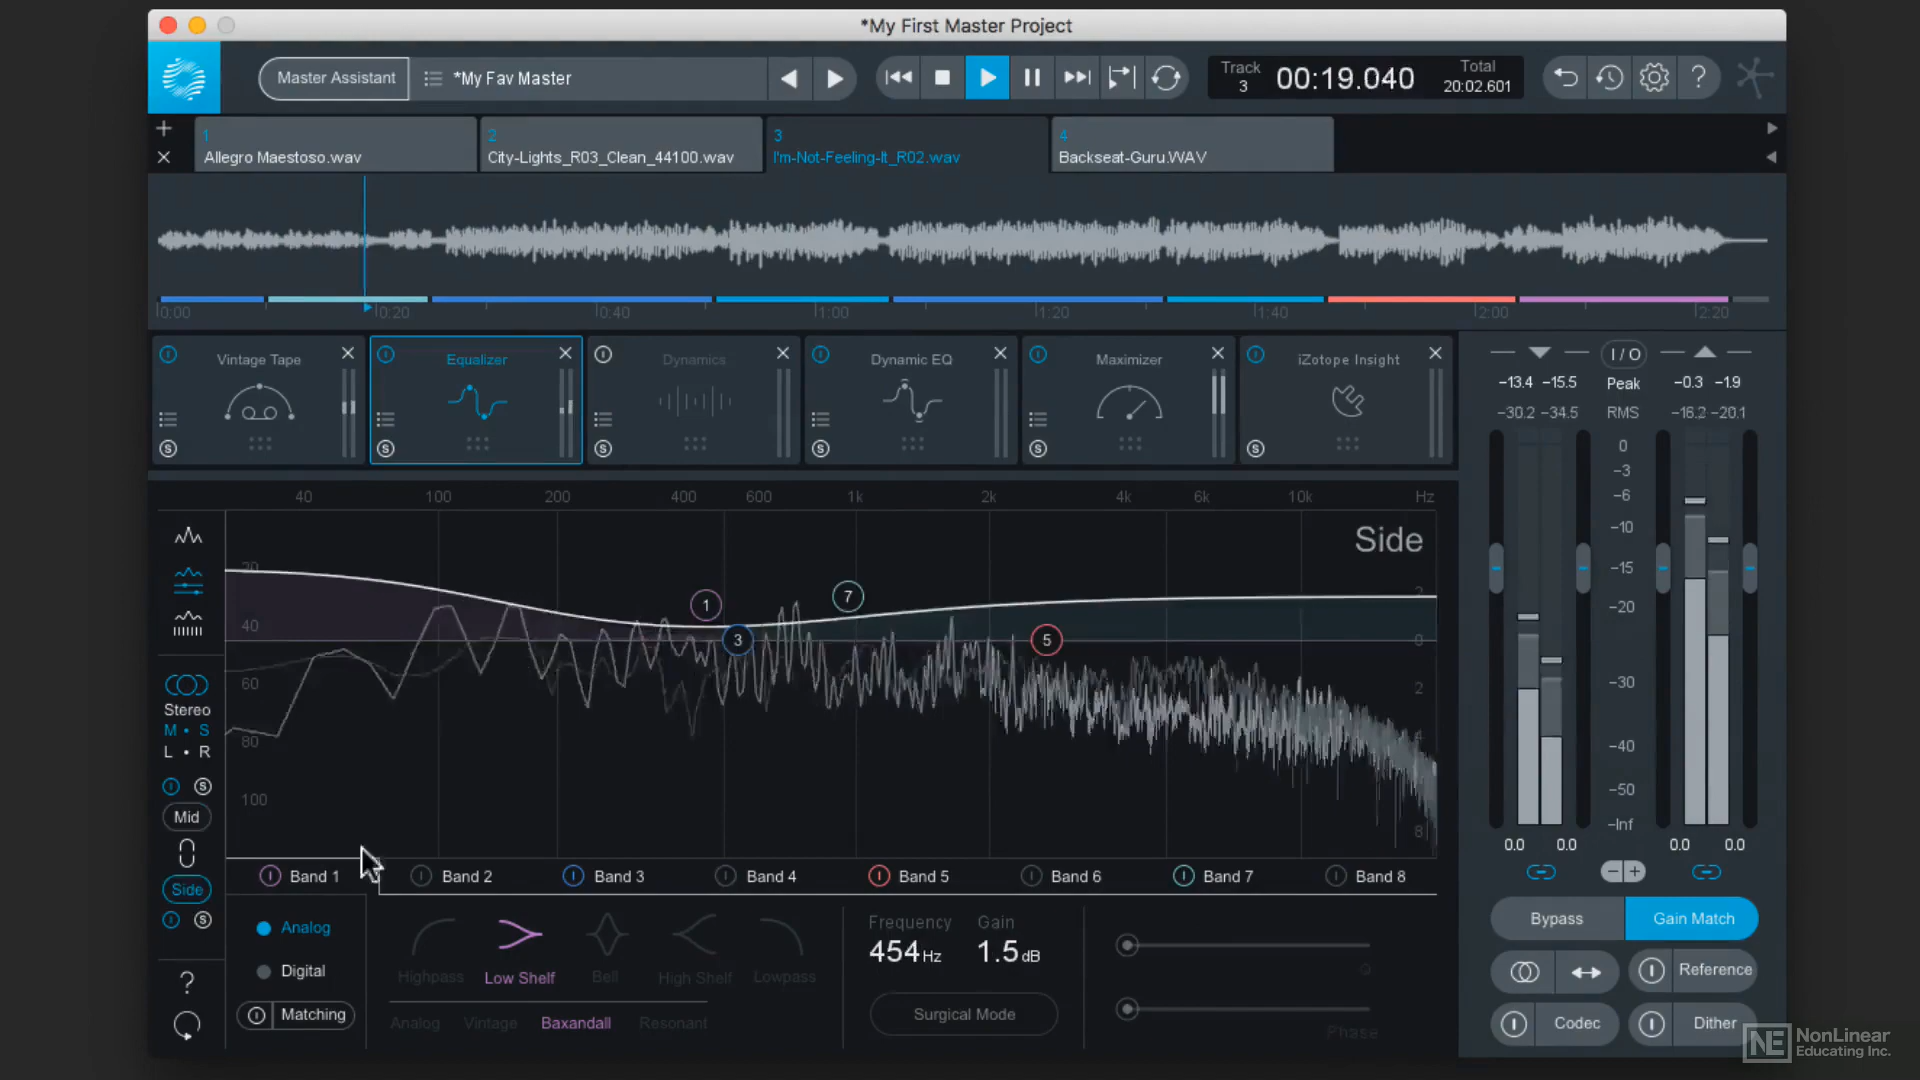 *My First Master Project
Master Assistant
*My Fav Master
Track
3
00:19.040
Total
20:02.601
?
1
Allegro Maestoso.wav
2
City-Lights_R03_Clean_44100.wav
3
I'm-Not-Feeling-It_R02.wav
4
Backseat-Guru.WAV
0:00
0:20
0:40
1:00
1:20
1:40
2:00
2:20
Vintage Tape
Equalizer
Dynamics
Dynamic EQ
Maximizer
iZotope Insight
S
S
S
S
S
S
I / O
-13.4 -15.5 Peak -0.3 -1.9
-30.2 -34.5 RMS -16.2 -20.1
0
-3
-6
-10
-15
-20
-30
-40
-50
-Inf
0.0 0.0 0.0 0.0
40 100 200 400 600 1k 2k 4k 6k 10k Hz
Side
20
40
60
80
100
2
0
2
4
8
1
7
3
5
Stereo
M • S
L • R
S
Mid
Side
S
?
Band 1
Band 2
Band 3
Band 4
Band 5
Band 6
Band 7
Band 8
Analog
Digital
Matching
Highpass
Low Shelf
Bell
High Shelf
Lowpass
Analog
Vintage
Baxandall
Resonant
Frequency
454 Hz
Gain
1.5 dB
Surgical Mode
Q
Phase
Bypass
Gain Match
Reference
Codec
Dither
NE NonLinear
Educating Inc.